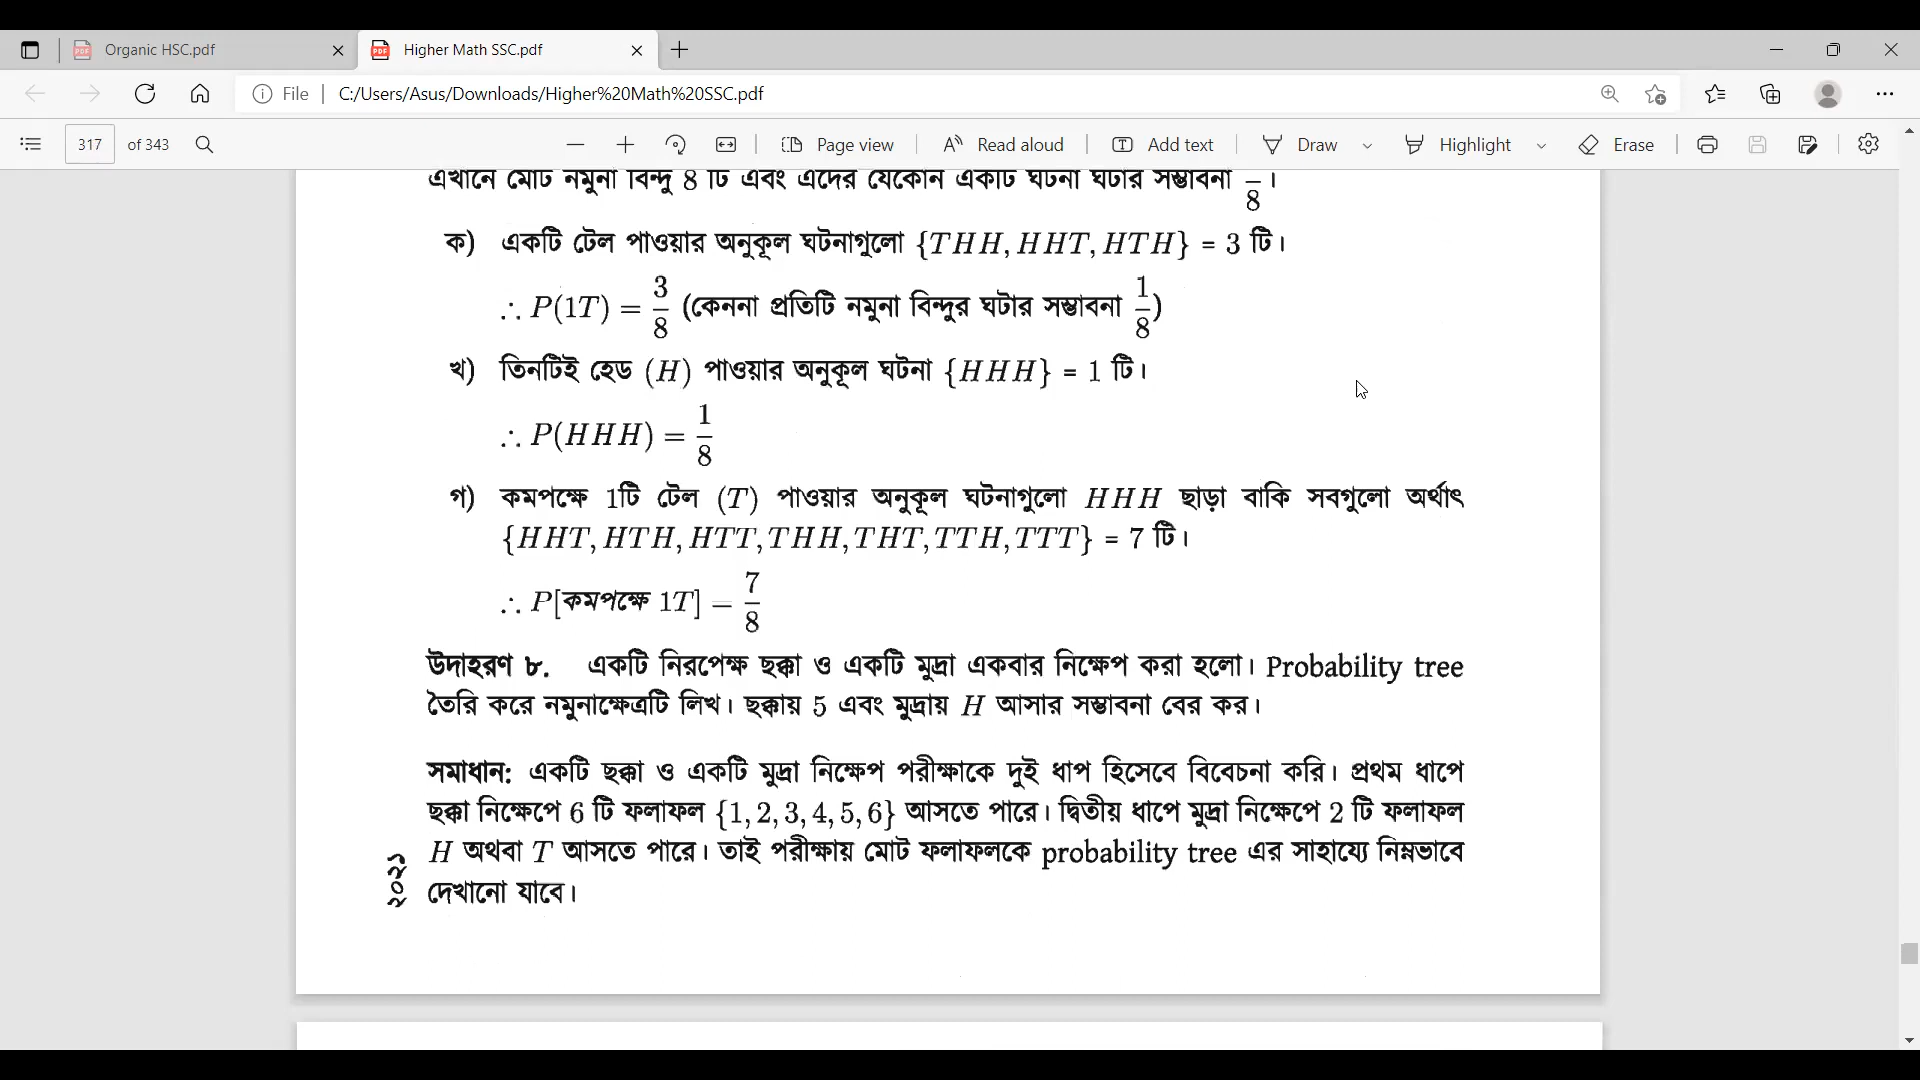 Organic HSC.pdf
Higher Math SSC.pdf
File
C:/Users/Asus/Downloads/Higher%20Math%20SSC.pdf
317 of 343
Page view
Read aloud
Add text
Draw
Highlight
Erase
এখানে মোট নমুনা বিন্দু 8 টি এবং এদের যেকোন একটি ঘটনা ঘটার সম্ভাবনা —/8 ।
ক) একটি টেল পাওয়ার অনুকূল ঘটনাগুলো {THH, HHT, HTH} = 3 টি।
∴ P(1T) = 3/8 (কেননা প্রতিটি নমুনা বিন্দুর ঘটার সম্ভাবনা 1/8)
খ) তিনটিই হেড (H) পাওয়ার অনুকূল ঘটনা {HHH} = 1 টি।
∴ P(HHH) = 1/8
গ) কমপক্ষে 1টি টেল (T) পাওয়ার অনুকূল ঘটনাগুলো HHH ছাড়া বাকি সবগুলো অর্থাৎ
{HHT, HTH, HTT, THH, THT, TTH, TTT} = 7 টি।
∴ P[কমপক্ষে 1T] = 7/8
উদাহরণ ৮. একটি নিরপেক্ষ ছক্কা ও একটি মুদ্রা একবার নিক্ষেপ করা হলো। Probability tree
তৈরি করে নমুনাক্ষেত্রটি লিখ। ছক্কায় 5 এবং মুদ্রায় H আসার সম্ভাবনা বের কর।
সমাধান: একটি ছক্কা ও একটি মুদ্রা নিক্ষেপ পরীক্ষাকে দুই ধাপ হিসেবে বিবেচনা করি। প্রথম ধাপে
ছক্কা নিক্ষেপে 6 টি ফলাফল {1, 2, 3, 4, 5, 6} আসতে পারে। দ্বিতীয় ধাপে মুদ্রা নিক্ষেপে 2 টি ফলাফল
H অথবা T আসতে পারে। তাই পরীক্ষায় মোট ফলাফলকে probability tree এর সাহায্যে নিম্নভাবে
দেখানো যাবে।
২০২১